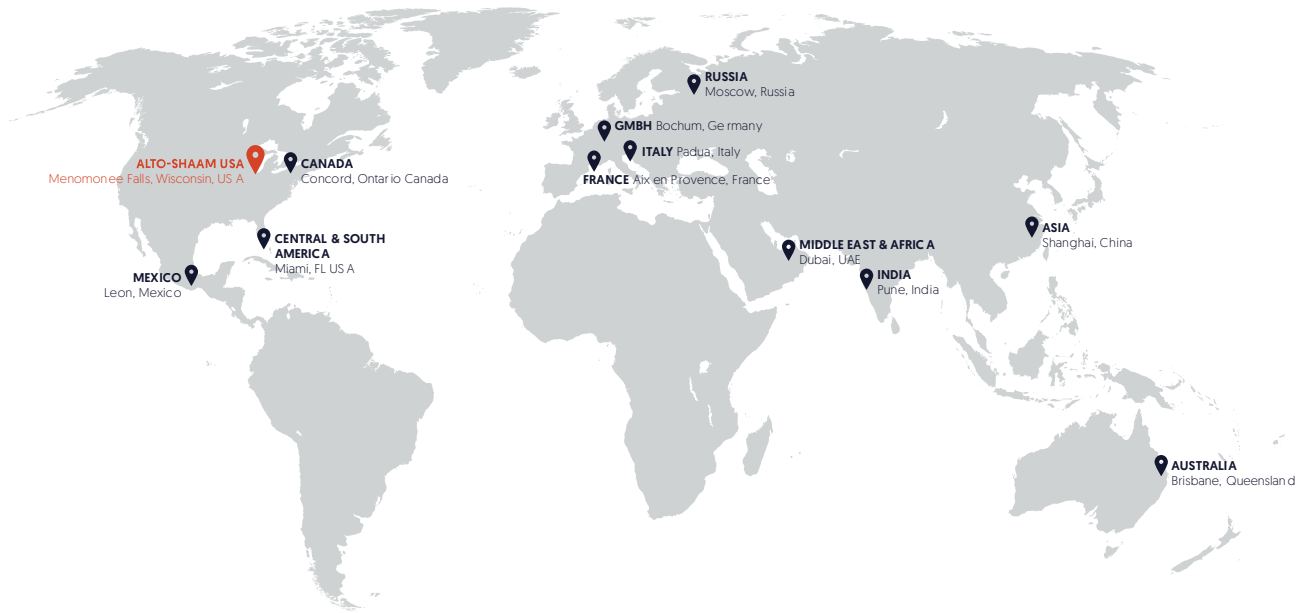 RUSSIA
Moscow, Russia
GMBH Bochum, Germany
ITALY Padua, Italy
ALTO-SHAAM USA
Menomonee Falls, Wisconsin, USA
CANADA
Concord, Ontario Canada
FRANCE Aix en Provence, France
ASIA
Shanghai, China
CENTRAL & SOUTH
AMERICA
Miami, FL USA
MIDDLE EAST & AFRICA
Dubai, UAE
MEXICO
Leon, Mexico
INDIA
Pune, India
AUSTRALIA
Brisbane, Queensland